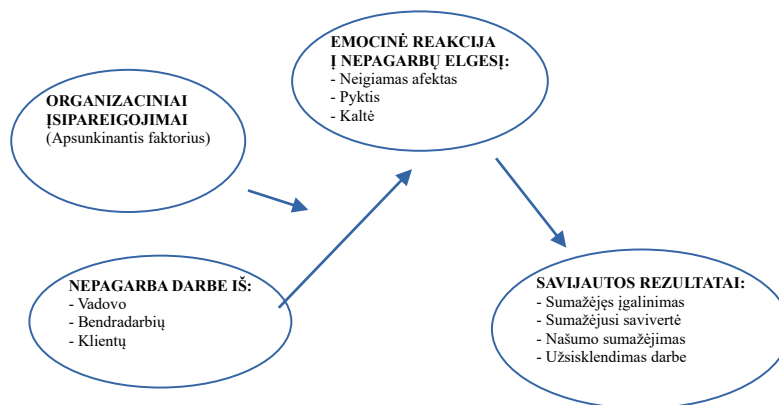 EMOCINĖ REAKCIJA
Į NEPAGARBŲ ELGESĮ:
- Neigiamas afektas
- Pyktis
- Kaltė
ORGANIZACINIAI
ĮSIPAREIGOJIMAI
(Apsunkinantis faktorius)
NEPAGARBA DARBE IŠ:
- Vadovo
- Bendradarbių
- Klientų
SAVIJAUTOS REZULTATAI:
- Sumažėjęs įgalinimas
- Sumažėjusi savivertė
- Našumo sumažėjimas
- Užsisklendimas darbe